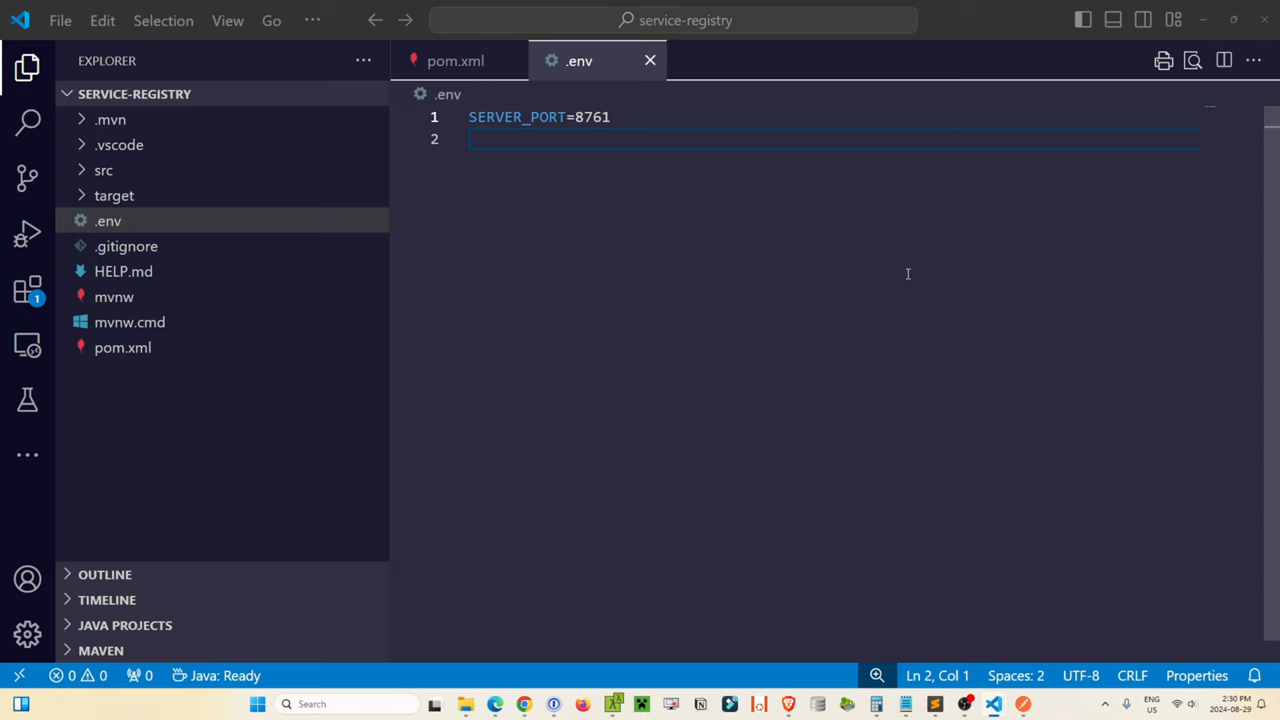 File Edit Selection View Go ··· service-registry
EXPLORER ···
SERVICE-REGISTRY
.mvn
.vscode
src
target
.env
.gitignore
HELP.md
mvnw
mvnw.cmd
pom.xml
OUTLINE
TIMELINE
JAVA PROJECTS
MAVEN
1
pom.xml .env
.env
1 SERVER_PORT=8761
2
0 0 0 Java: Ready Ln 2, Col 1 Spaces: 2 UTF-8 CRLF Properties
Search
ENG
US
2:30 PM
2024-08-29